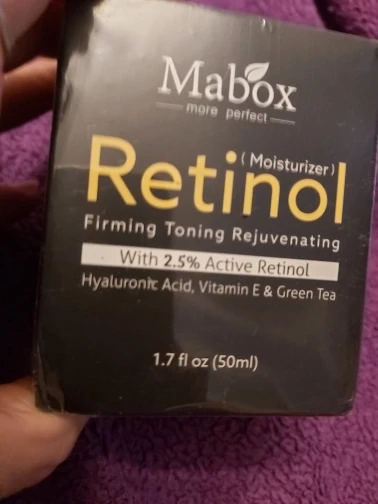 Mabox
more perfect
(Moisturizer)
Retinol
Firming Toning Rejuvenating
With 2.5% Active Retinol
Hyaluronic Acid, Vitamin E & Green Tea
1.7 fl oz (50ml)